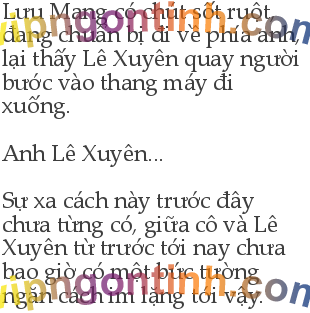 Lưu Mang có chút sốt ruột
đang chuẩn bị đi về phía anh,
lại thấy Lê Xuyên quay người
bước vào thang máy đi
xuống.
Anh Lê Xuyên...
Sự xa cách này trước đây
chưa từng có, giữa cô và Lê
Xuyên từ trước tới nay chưa
bao giờ có một bức tường
ngăn cách im lặng tới vậy.
vipngontinh.com
vipngontinh.com